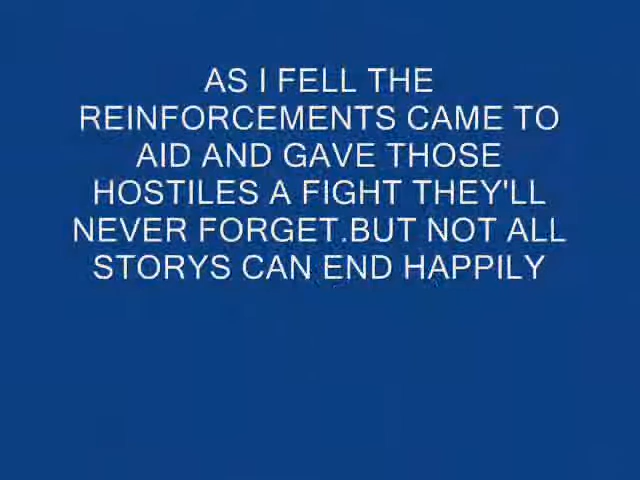 AS I FELL THE
REINFORCEMENTS CAME TO
AID AND GAVE THOSE
HOSTILES A FIGHT THEY'LL
NEVER FORGET.BUT NOT ALL
STORYS CAN END HAPPILY